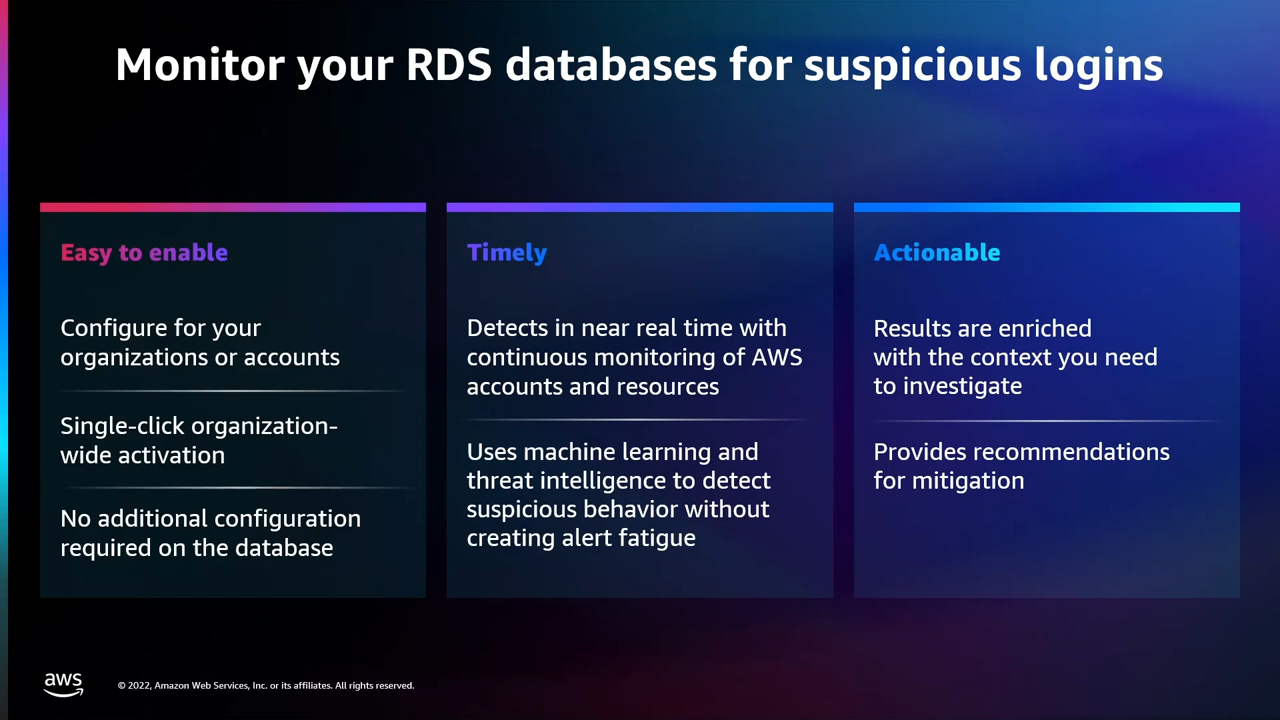 Monitor your RDS databases for suspicious logins
Easy to enable
Configure for your
organizations or accounts
Single-click organization-
wide activation
No additional configuration
required on the database
Timely
Detects in near real time with
continuous monitoring of AWS
accounts and resources
Uses machine learning and
threat intelligence to detect
suspicious behavior without
creating alert fatigue
Actionable
Results are enriched
with the context you need
to investigate
Provides recommendations
for mitigation
aws
© 2022, Amazon Web Services, Inc. or its affiliates. All rights reserved.